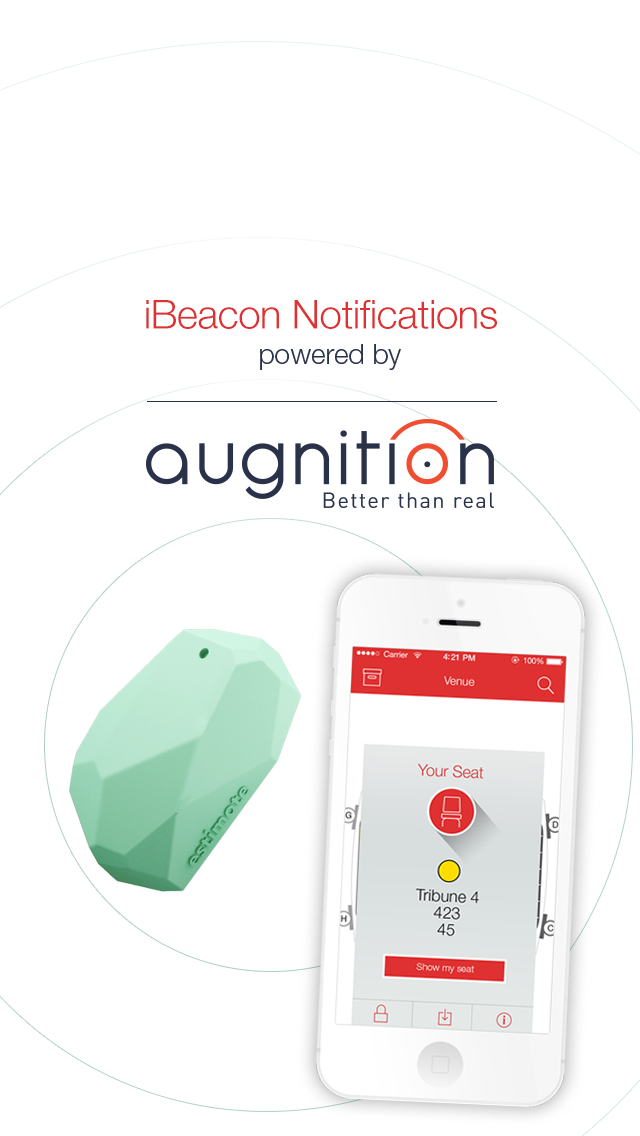 iBeacon Notifications
powered by
augnition
Better than real
estimote
Carrier 4:21 PM 100%
Venue
Your Seat
G
D
Tribune 4
423
45
H
C
Show my seat